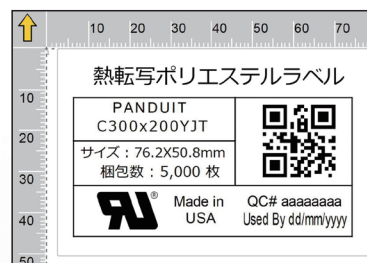 10 20 30 40 50 60 70
10
20
30
40
50
熱転写ポリエステルラベル
PANDUIT
C300x200YJT
サイズ：76.2X50.8mm
梱包数：5,000 枚
Made in
USA
QC# aaaaaaaa
Used By dd/mm/yyyy